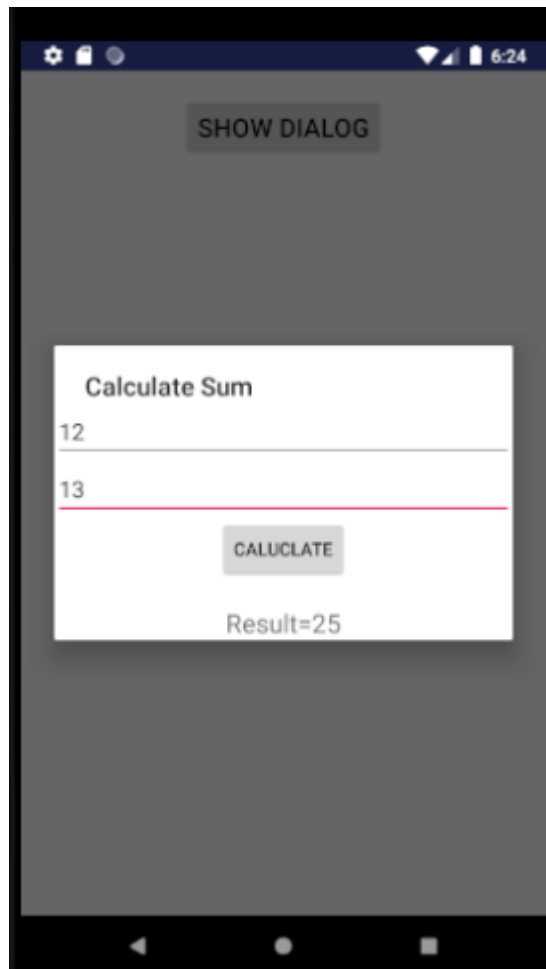 6:24
SHOW DIALOG
Calculate Sum
12
13
CALUCLATE
Result=25